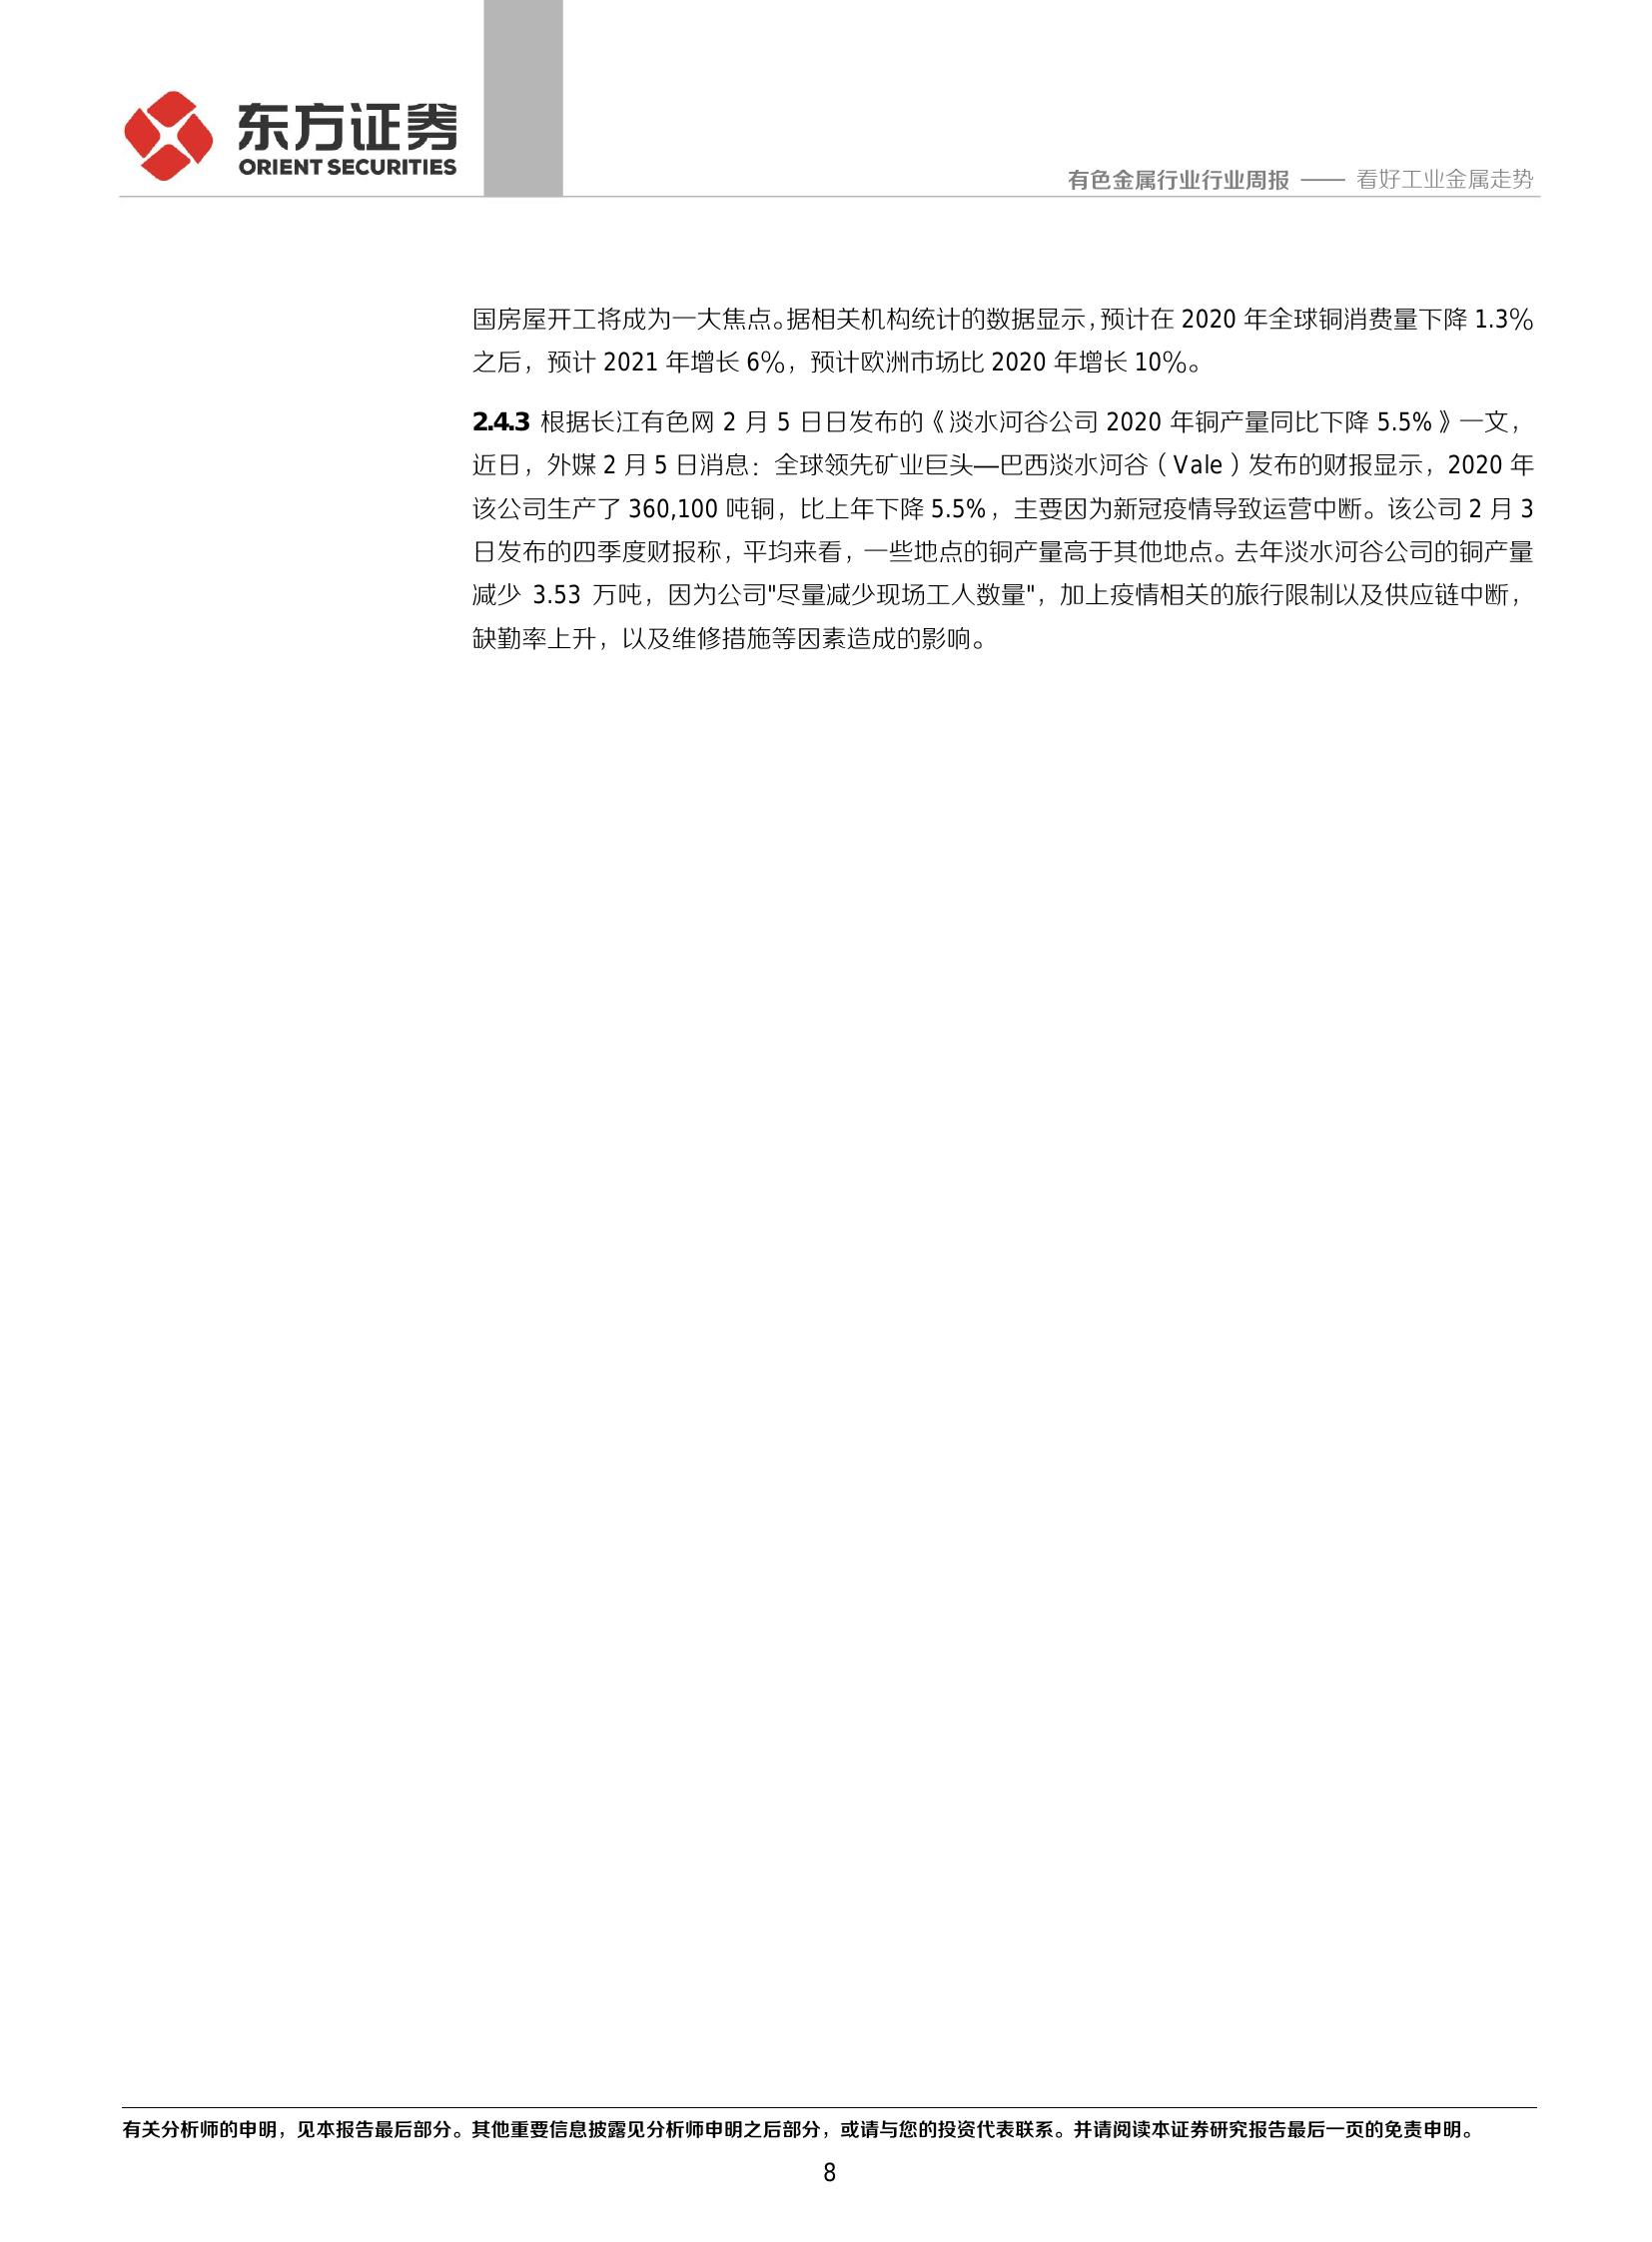 东方证券
ORIENT SECURITIES
有色金属行业行业周报 —— 看好工业金属走势
国房屋开工将成为一大焦点。据相关机构统计的数据显示，预计在 2020 年全球铜消费量下降 1.3%
之后，预计 2021 年增长 6%，预计欧洲市场比 2020 年增长 10%。
2.4.3 根据长江有色网 2 月 5 日日发布的《淡水河谷公司 2020 年铜产量同比下降 5.5%》一文，
近日，外媒 2 月 5 日消息：全球领先矿业巨头—巴西淡水河谷（Vale）发布的财报显示，2020 年
该公司生产了 360,100 吨铜，比上年下降 5.5%，主要因为新冠疫情导致运营中断。该公司 2 月 3
日发布的四季度财报称，平均来看，一些地点的铜产量高于其他地点。去年淡水河谷公司的铜产量
减少 3.53 万吨，因为公司"尽量减少现场工人数量"，加上疫情相关的旅行限制以及供应链中断，
缺勤率上升，以及维修措施等因素造成的影响。
有关分析师的申明，见本报告最后部分。其他重要信息披露见分析师申明之后部分，或请与您的投资代表联系。并请阅读本证券研究报告最后一页的免责申明。
8